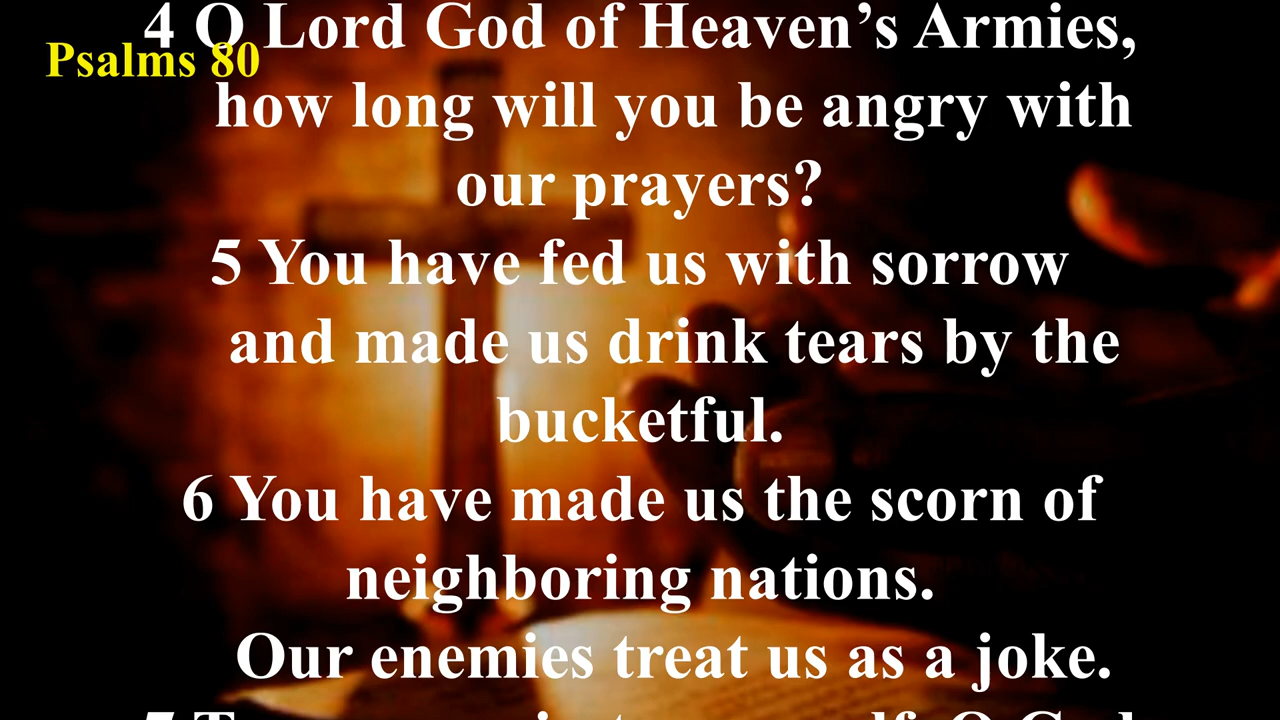 Psalms 80
4 O Lord God of Heaven’s Armies,
how long will you be angry with
our prayers?
5 You have fed us with sorrow
and made us drink tears by the
bucketful.
6 You have made us the scorn of
neighboring nations.
Our enemies treat us as a joke.